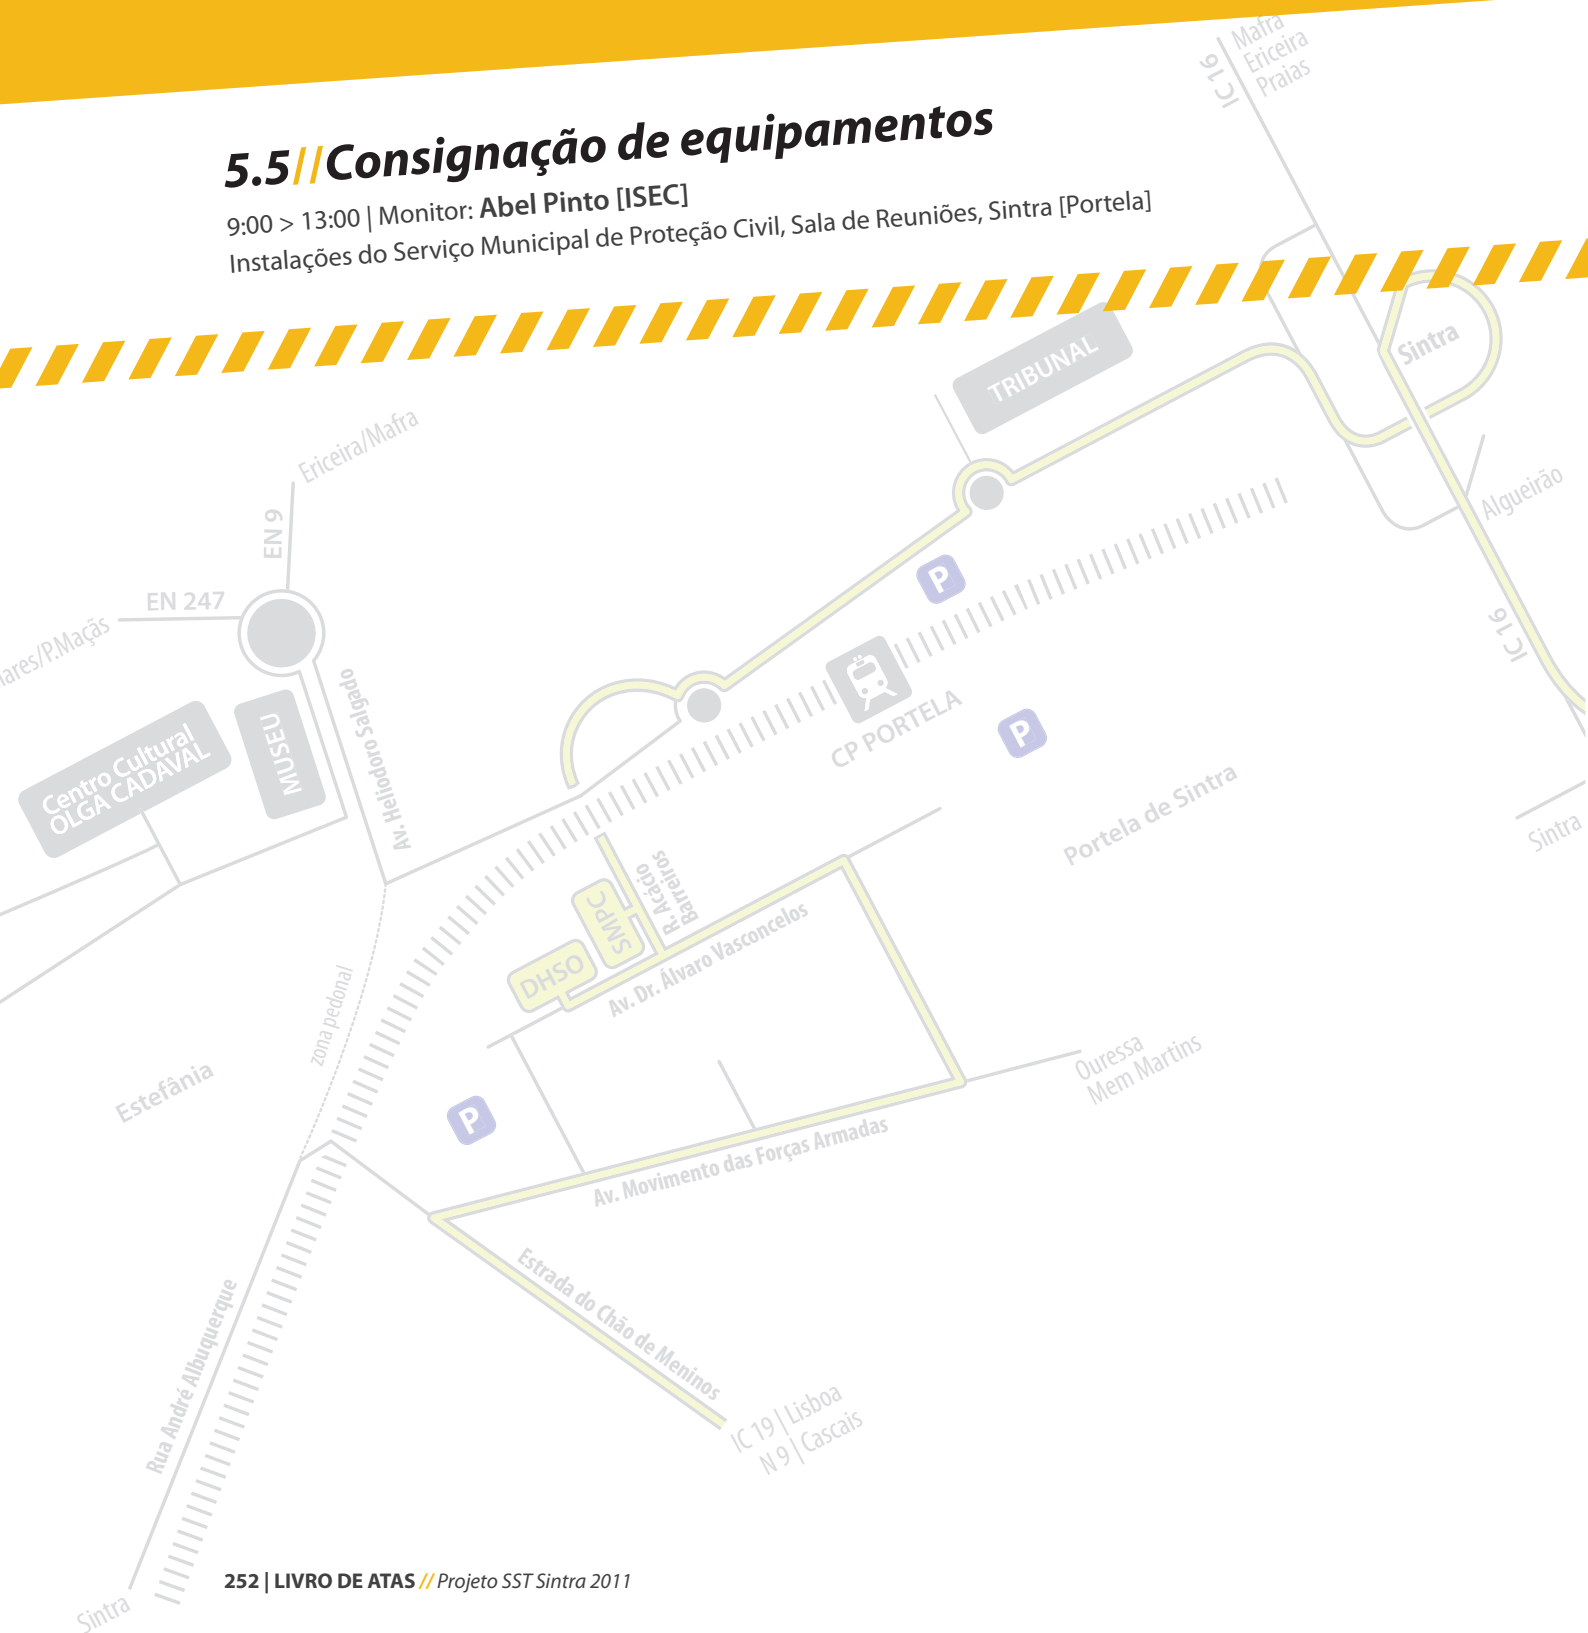 Mafra
Ericeira
Praias
IC 16
5.5//Consignação de equipamentos
9:00 > 13:00 | Monitor: Abel Pinto [ISEC]
Instalações do Serviço Municipal de Proteção Civil, Sala de Reuniões, Sintra [Portela]
Sintra
TRIBUNAL
Ericeira/Mafra
Algueirão
EN 9
P
EN 247
IC 16
P.Maçãs
Av. Heliodoro Salgado
CP PORTELA
P
Centro Cultural
OLGA CADAVAL
MUSEU
Portela de Sintra
Sintra
R. Acácio
Barreiros
SMPC
DHSO
Av. Dr. Álvaro Vasconcelos
zona pedonal
Estefânia
Ouressa
Mem Martins
P
Av. Movimento das Forças Armadas
Estrada do Chão de Meninos
Rua André Albuquerque
IC 19 | Lisboa
N 9 | Cascais
252 | LIVRO DE ATAS // Projeto SST Sintra 2011
Sintra